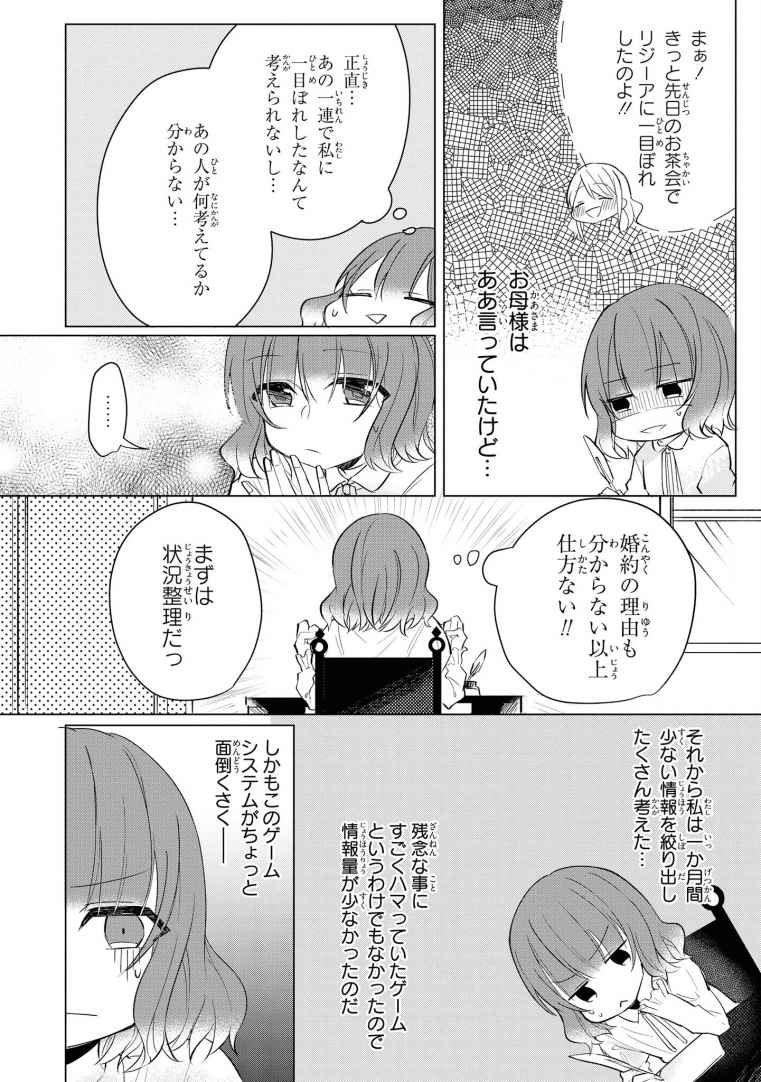 まぁ！
きっと先日のお茶会で
リジーアに一目ぼれ
したのよ!!
お母様は
ああ言っていたけど…
正直…
あの一連で私に
一目ぼれしたなんて
考えられないし…
あの人が何考えてるか
分からない…
……
婚約の理由も
分からない以上
仕方ない!!
まずは
状況整理だっ
それから私は一か月間
少ない情報を絞り出し
たくさん考えた…
残念な事に
すごくハマっていたゲーム
というわけでもなかったので
情報量が少なかったのだ
しかもこのゲーム
システムがちょっと
面倒くさく──